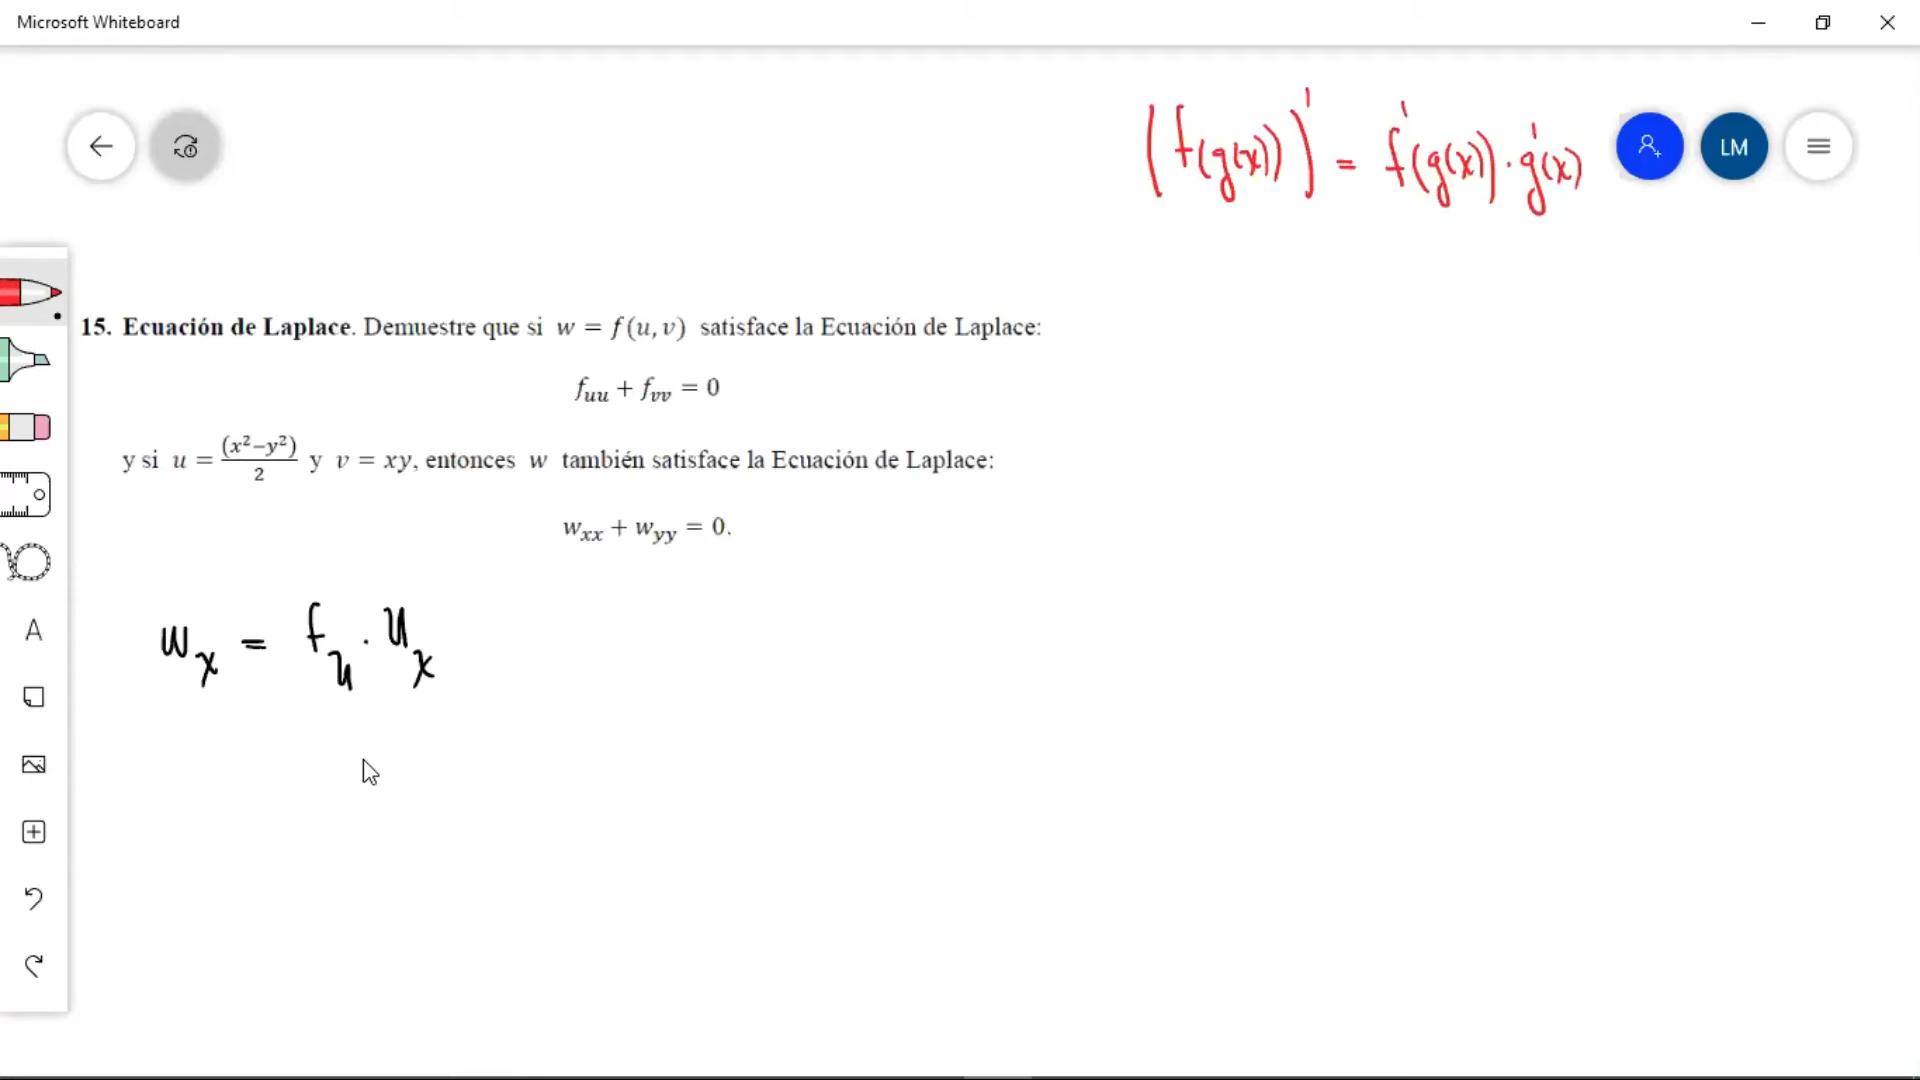 Microsoft Whiteboard
(f(g(x)))' = f'(g(x)) · g'(x)
LM
15. Ecuación de Laplace. Demuestre que si w = f(u, v) satisface la Ecuación de Laplace:
f_uu + f_vv = 0
y si u = (x²−y²)/2 y v = xy, entonces w también satisface la Ecuación de Laplace:
w_xx + w_yy = 0.
w_x = f_u · u_x
A